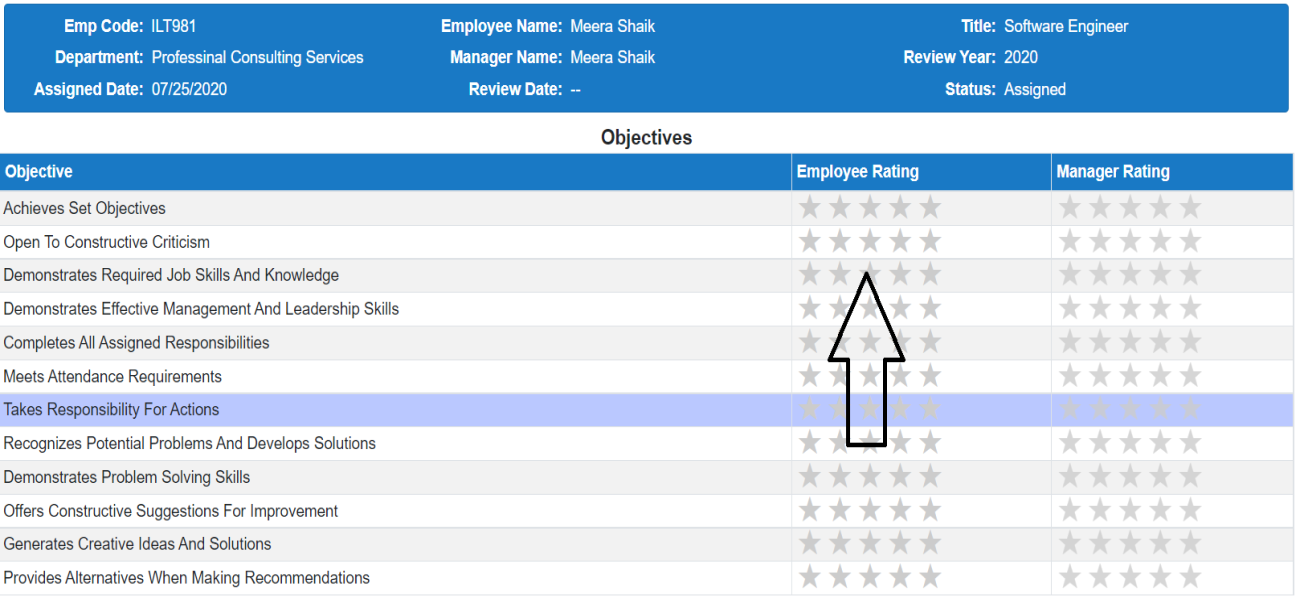 Emp Code: ILT981 Employee Name: Meera Shaik Title: Software Engineer
Department: Professinal Consulting Services Manager Name: Meera Shaik Review Year: 2020
Assigned Date: 07/25/2020 Review Date: -- Status: Assigned
Objectives
Objective Employee Rating Manager Rating
Achieves Set Objectives
Open To Constructive Criticism
Demonstrates Required Job Skills And Knowledge
Demonstrates Effective Management And Leadership Skills
Completes All Assigned Responsibilities
Meets Attendance Requirements
Takes Responsibility For Actions
Recognizes Potential Problems And Develops Solutions
Demonstrates Problem Solving Skills
Offers Constructive Suggestions For Improvement
Generates Creative Ideas And Solutions
Provides Alternatives When Making Recommendations